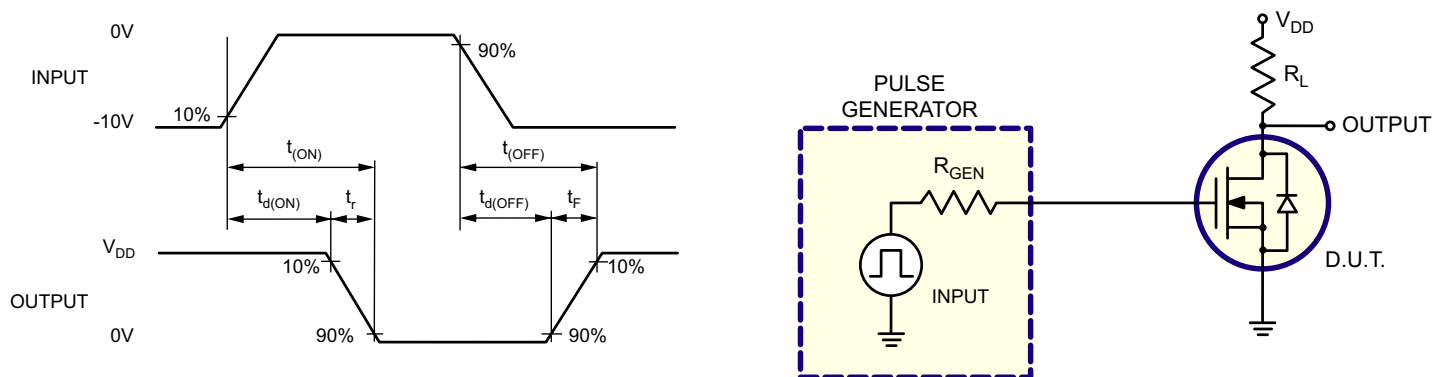 0V
INPUT
-10V
10%
90%
t(ON)
t(OFF)
td(ON)
tr
td(OFF)
tF
VDD
10%
10%
OUTPUT
0V
90%
90%
PULSE
GENERATOR
RGEN
INPUT
VDD
RL
OUTPUT
D.U.T.